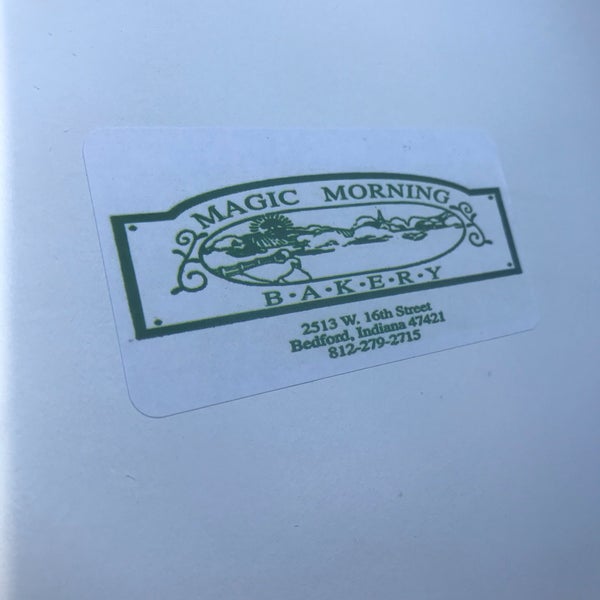 MAGIC MORNING
B·A·K·E·R·Y
2513 W. 16th Street
Bedford, Indiana 47421
812-279-2715